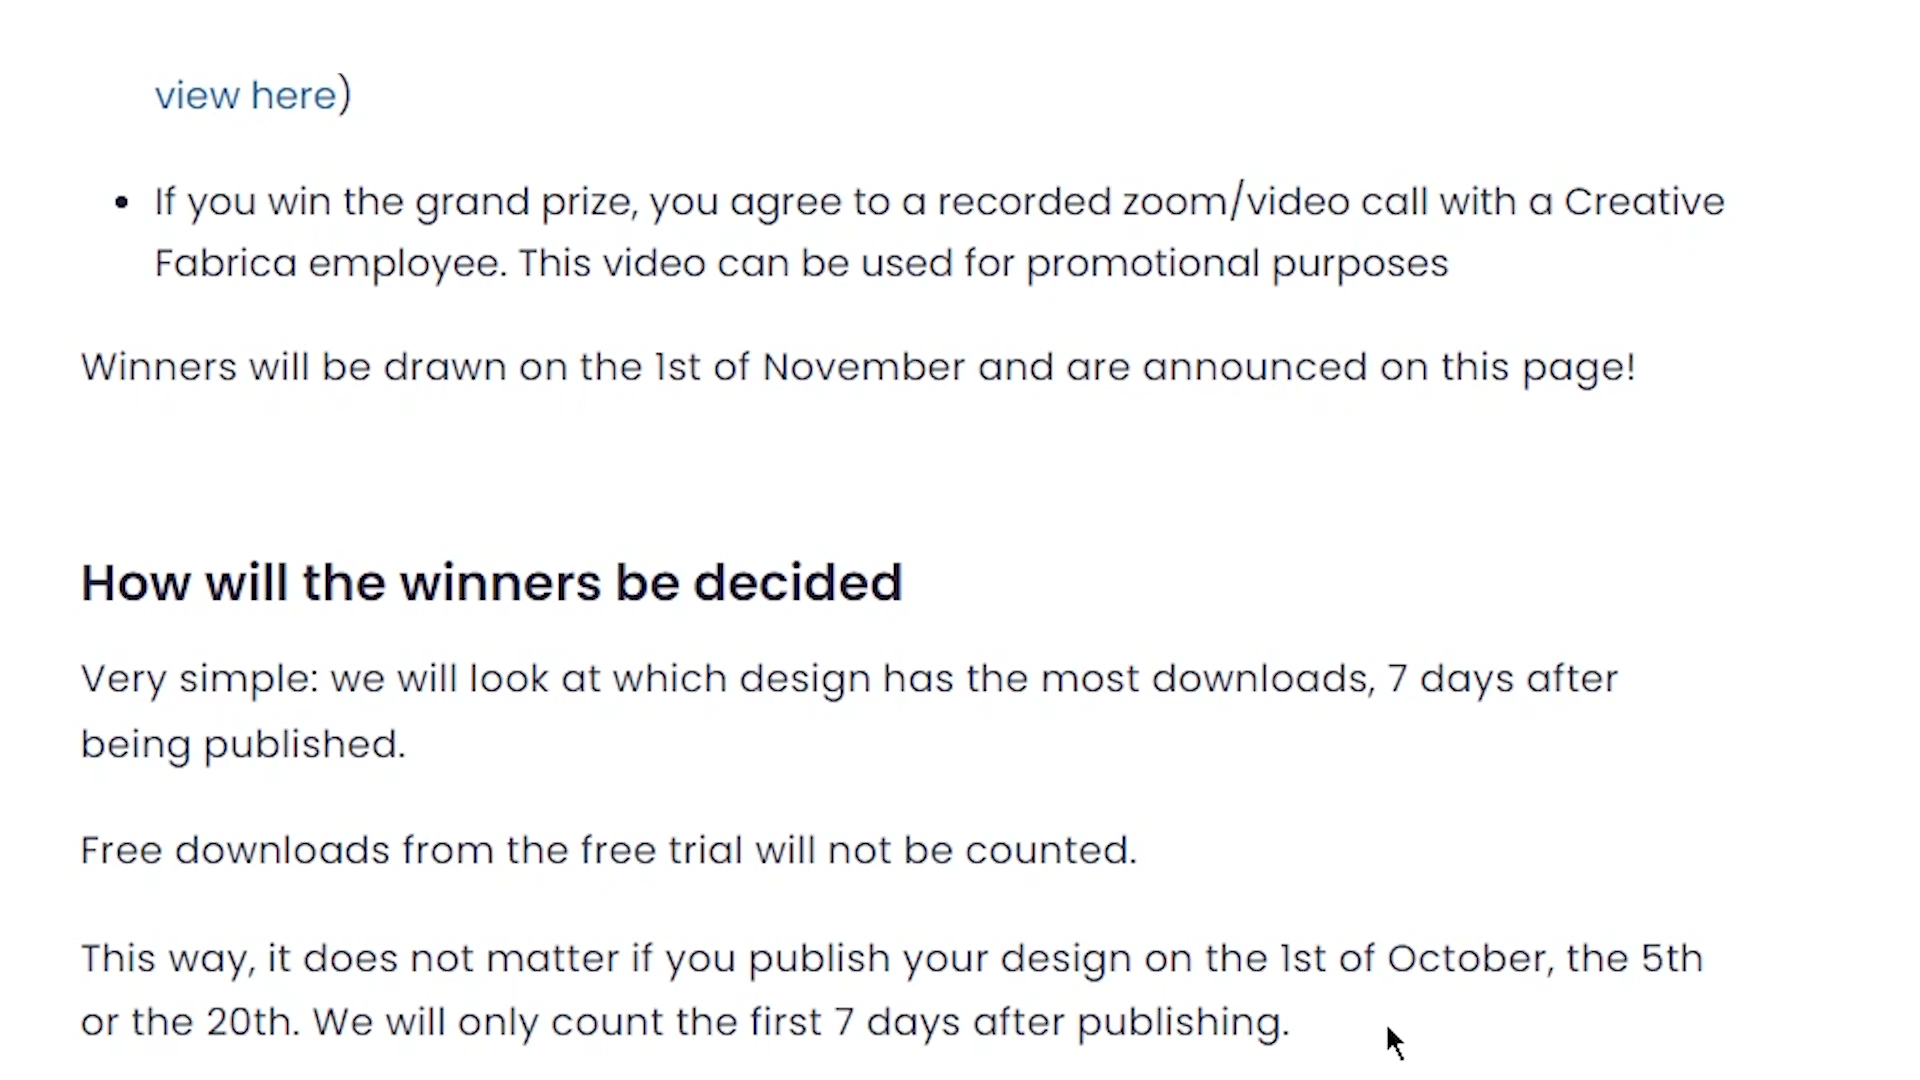 view here)
• If you win the grand prize, you agree to a recorded zoom/video call with a Creative
Fabrica employee. This video can be used for promotional purposes
Winners will be drawn on the 1st of November and are announced on this page!
How will the winners be decided
Very simple: we will look at which design has the most downloads, 7 days after
being published.
Free downloads from the free trial will not be counted.
This way, it does not matter if you publish your design on the 1st of October, the 5th
or the 20th. We will only count the first 7 days after publishing.